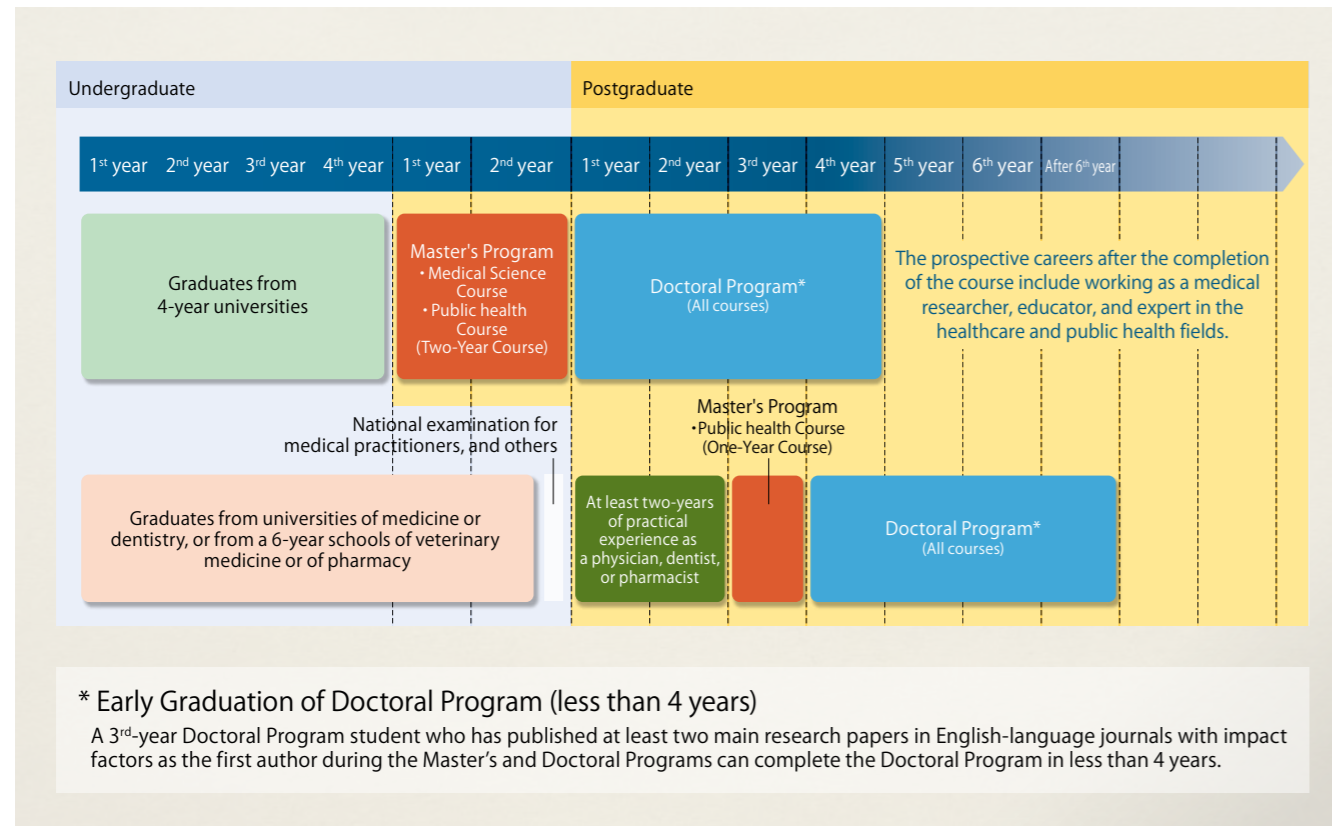 Undergraduate
Postgraduate
1st year 2nd year 3rd year 4th year 1st year 2nd year 1st year 2nd year 3rd year 4th year 5th year 6th year After 6th year
Graduates from
4-year universities
Master's Program
・Medical Science
Course
・Public health
Course
(Two-Year Course)
Doctoral Program*
(All courses)
The prospective careers after the completion
of the course include working as a medical
researcher, educator, and expert in the
healthcare and public health fields.
National examination for
medical practitioners, and others
Master's Program
・Public health Course
(One-Year Course)
Graduates from universities of medicine or
dentistry, or from a 6-year schools of veterinary
medicine or of pharmacy
At least two-years
of practical
experience as
a physician, dentist,
or pharmacist
Doctoral Program*
(All courses)
* Early Graduation of Doctoral Program (less than 4 years)
A 3rd-year Doctoral Program student who has published at least two main research papers in English-language journals with impact
factors as the first author during the Master’s and Doctoral Programs can complete the Doctoral Program in less than 4 years.